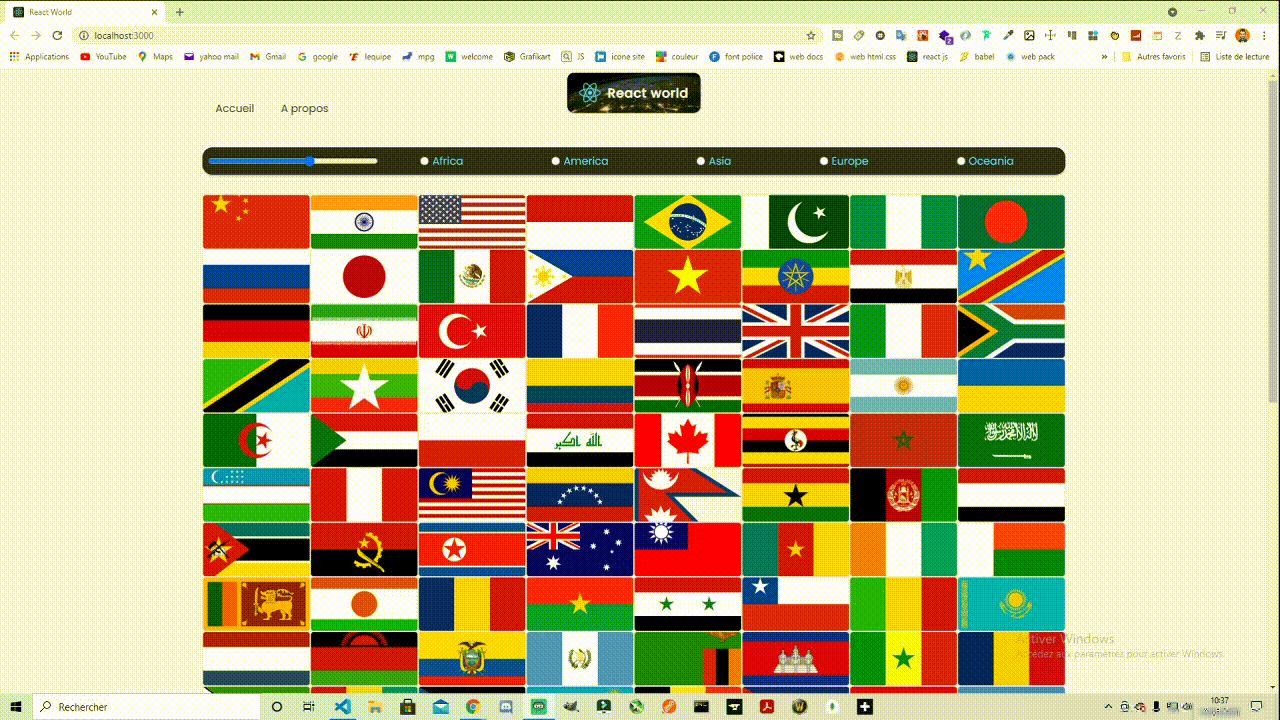 React World
localhost:3000
Applications YouTube Maps yahoo mail Gmail google lequipe mpg welcome Grafikart JS icone site couleur font police web docs web html css react js babel web pack » Autres favoris Liste de lecture
React world
Accueil A propos
Africa America Asia Europe Oceania
الله اكبر
Activer Windows
Accédez aux paramètres pour activer Windows.
Rechercher
10:37